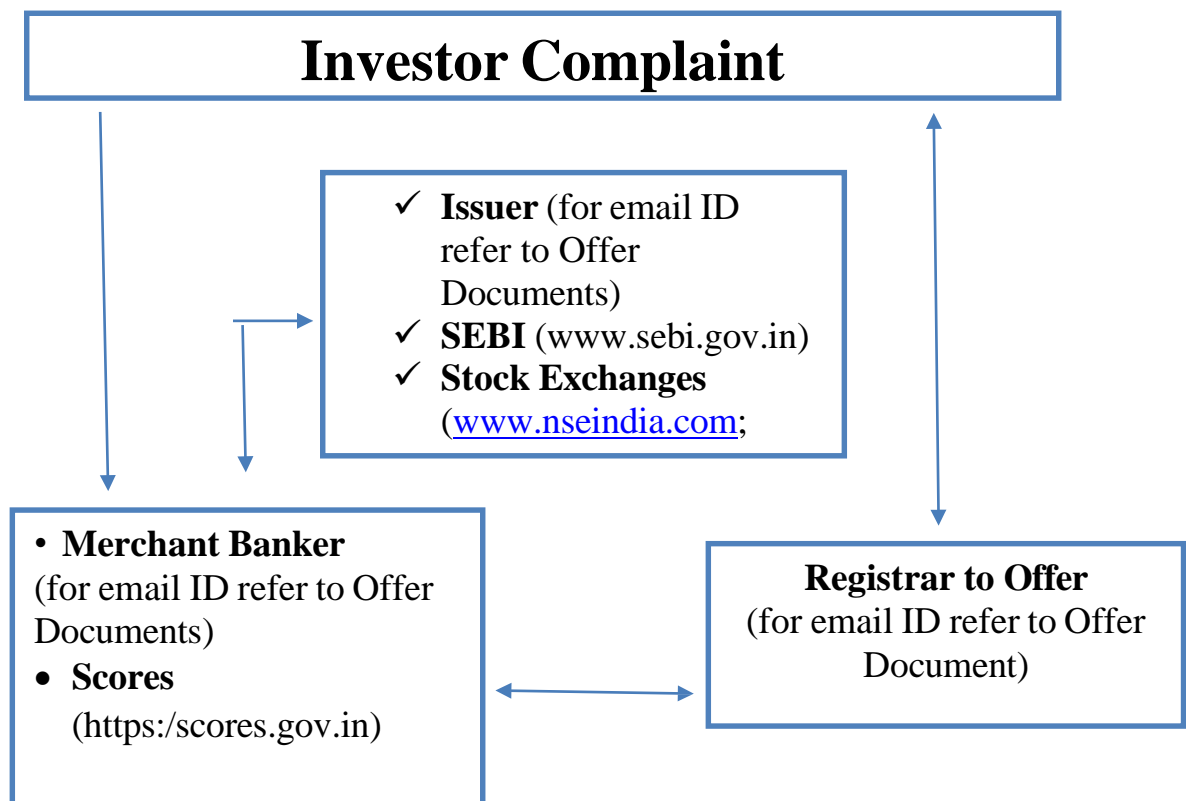 Investor Complaint
✓ Issuer (for email ID
refer to Offer
Documents)
✓ SEBI (www.sebi.gov.in)
✓ Stock Exchanges
(www.nseindia.com;
• Merchant Banker
(for email ID refer to Offer
Documents)
• Scores
(https:/scores.gov.in)
Registrar to Offer
(for email ID refer to Offer
Document)